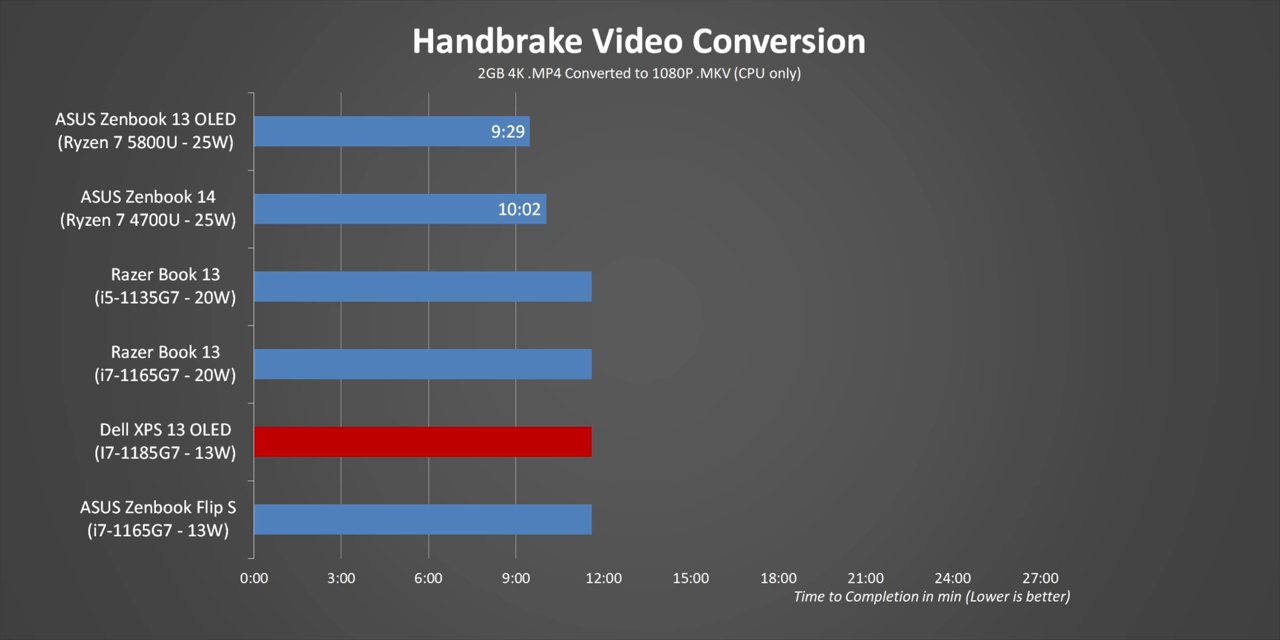 Handbrake Video Conversion
2GB 4K .MP4 Converted to 1080P .MKV (CPU only)
ASUS Zenbook 13 OLED
(Ryzen 7 5800U - 25W)
9:29
ASUS Zenbook 14
(Ryzen 7 4700U - 25W)
10:02
Razer Book 13
(i5-1135G7 - 20W)
Razer Book 13
(i7-1165G7 - 20W)
Dell XPS 13 OLED
(I7-1185G7 - 13W)
ASUS Zenbook Flip S
(i7-1165G7 - 13W)
0:00 3:00 6:00 9:00 12:00 15:00 18:00 21:00 24:00 27:00
Time to Completion in min (Lower is better)